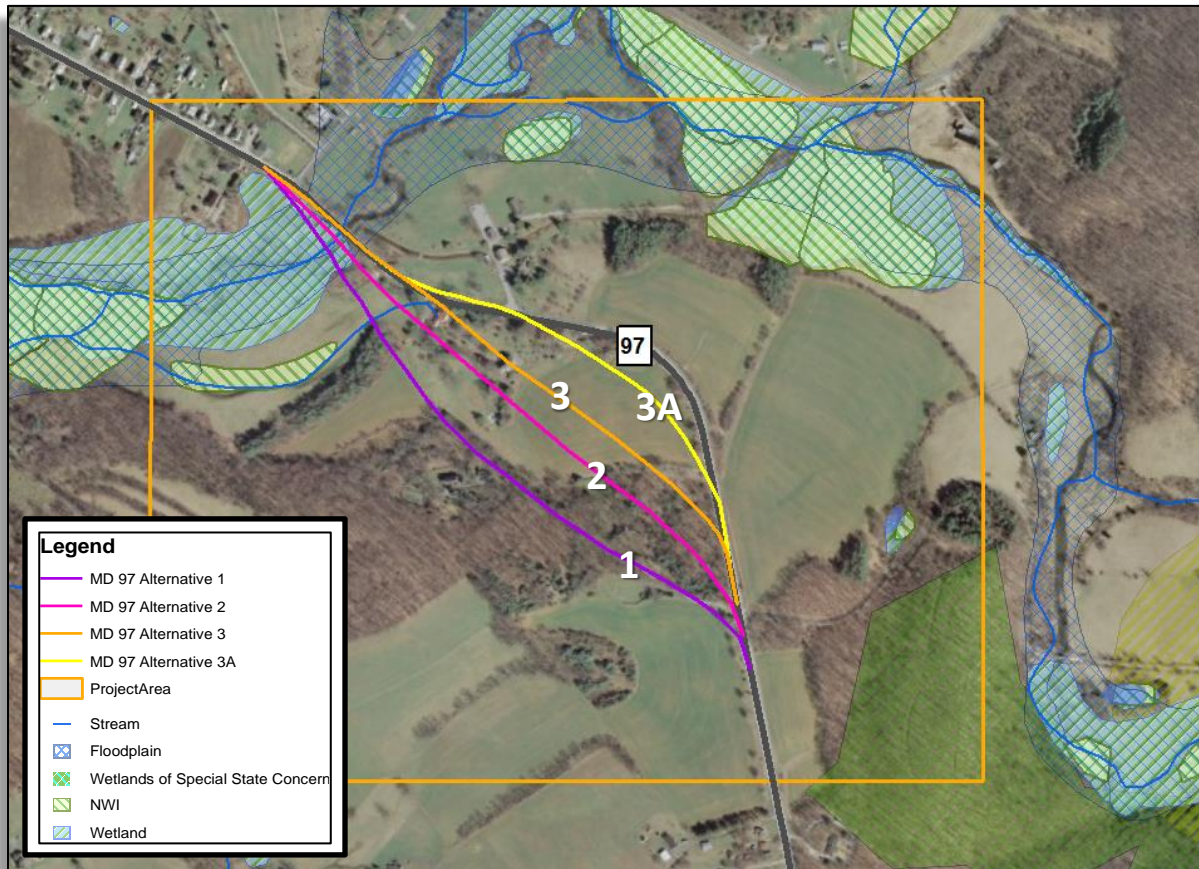 97
3
3A
2
1
Legend
MD 97 Alternative 1
MD 97 Alternative 2
MD 97 Alternative 3
MD 97 Alternative 3A
ProjectArea
Stream
Floodplain
Wetlands of Special State Concern
NWI
Wetland